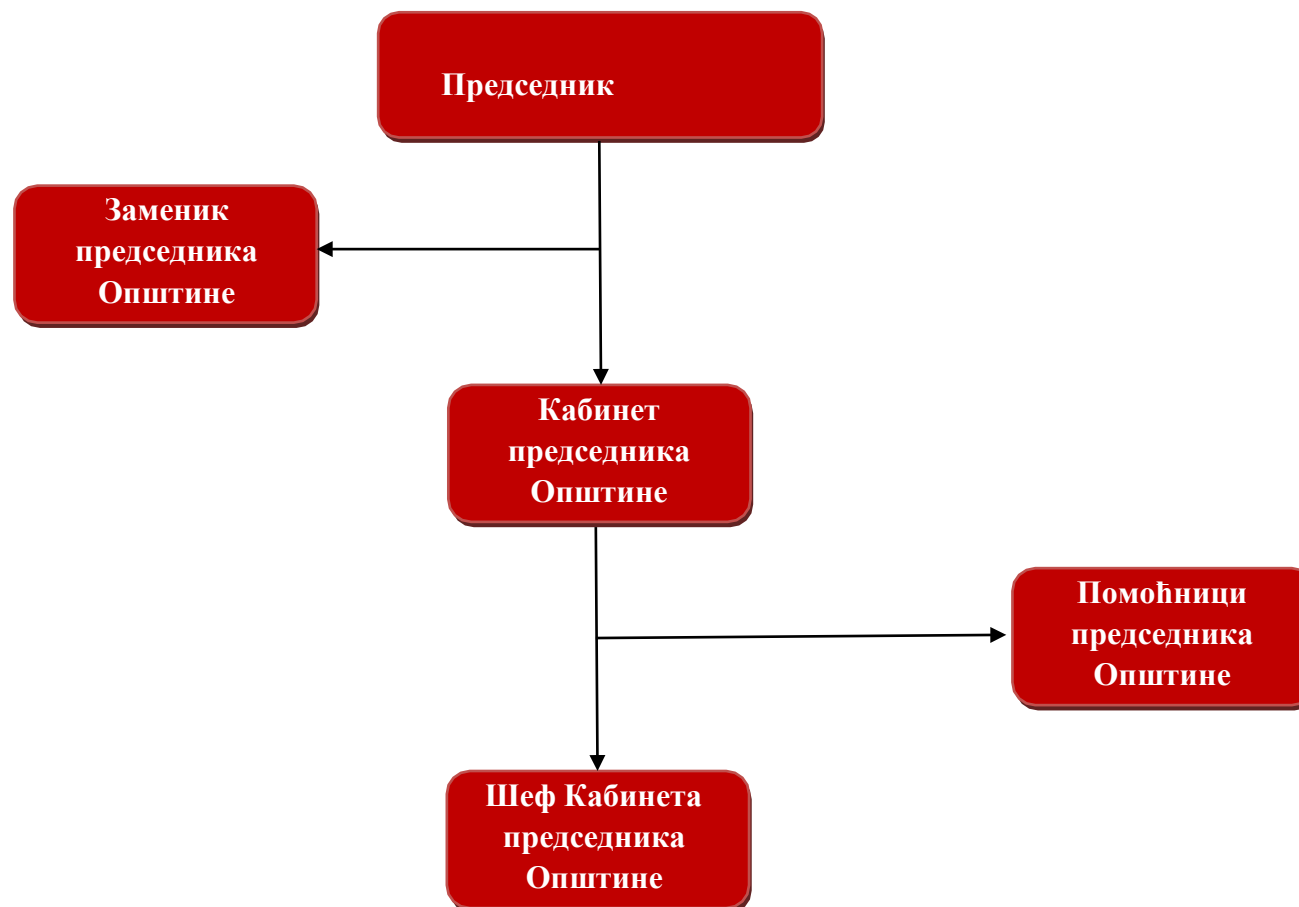 Председник
Заменик
председника
Општине
Кабинет
председника
Општине
Помоћници
председника
Општине
Шеф Кабинета
председника
Општине